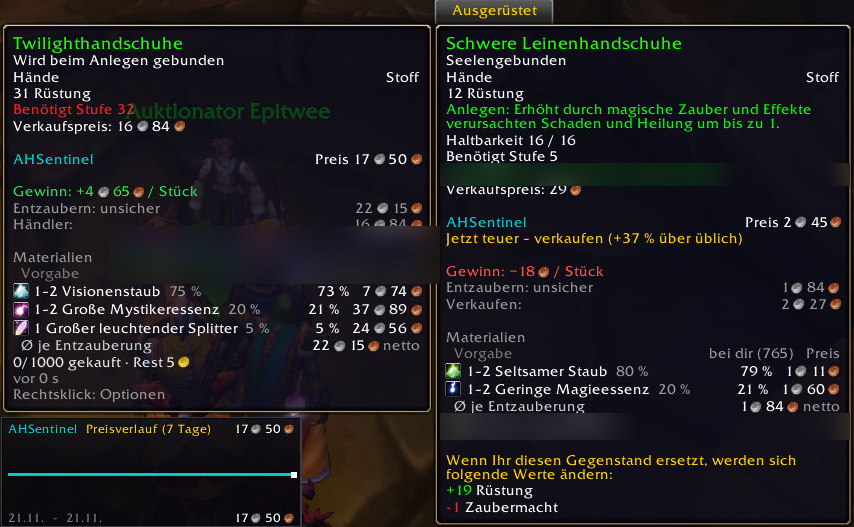 Ausgerüstet
Twilighthandschuhe
Wird beim Anlegen gebunden
Hände Stoff
31 Rüstung
Benötigt Stufe 32
Auktionator Epitwee
Verkaufspreis: 16 84
AHSentinel Preis 17 50
Gewinn: +4 65 / Stück
Entzaubern: unsicher 22 15
Händler: 16 84
Materialien
Vorgabe
1-2 Visionenstaub 75 % 73 % 7 74
1-2 Große Mystikeressenz 20 % 21 % 37 89
1 Großer leuchtender Splitter 5 % 5 % 24 56
Ø je Entzauberung 22 15 netto
0/1000 gekauft · Rest 5
vor 0 s
Rechtsklick: Optionen
AHSentinel Preisverlauf (7 Tage) 17 50
21.11. - 21.11. 17 50
Schwere Leinenhandschuhe
Seelengebunden
Hände Stoff
12 Rüstung
Anlegen: Erhöht durch magische Zauber und Effekte
verursachten Schaden und Heilung um bis zu 1.
Haltbarkeit 16 / 16
Benötigt Stufe 5
Verkaufspreis: 29
AHSentinel Preis 2 45
Jetzt teuer - verkaufen (+37 % über üblich)
Gewinn: -18 / Stück
Entzaubern: unsicher 1 84
Verkaufen: 2 27
Materialien
Vorgabe bei dir (765) Preis
1-2 Seltsamer Staub 80 % 79 % 1 11
1-2 Geringe Magieessenz 20 % 21 % 1 60
Ø je Entzauberung 1 84 netto
Wenn Ihr diesen Gegenstand ersetzt, werden sich
folgende Werte ändern:
+19 Rüstung
-1 Zaubermacht